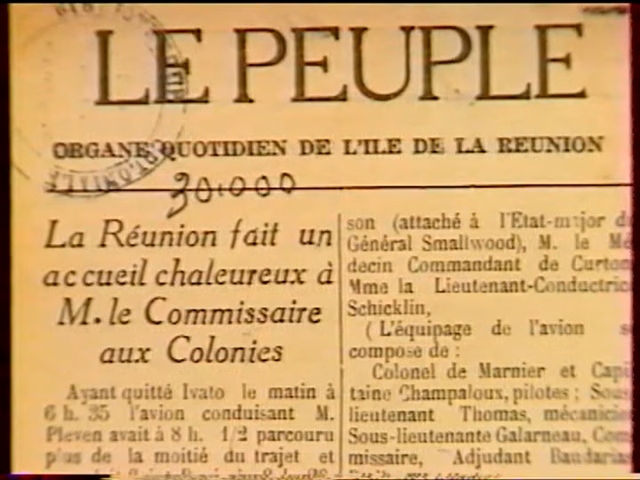 LE PEUPLE
ORGANE QUOTIDIEN DE L'ILE DE LA REUNION
30.000
La Réunion fait un
accueil chaleureux à
M. le Commissaire
aux Colonies
Ayant quitté Ivato le matin à
6 h. 35 l'avion conduisant M.
Pleven avait à 8 h. 1/2 parcouru
plus de la moitié du trajet et
son (attaché à l'Etat-major d
Général Smallwood), M. le Mé
decin Commandant de Curton
Mme la Lieutenant-Conductric
Schicklin,
( L'équipage de l'avion s
compose de :
Colonel de Marnier et Capi
taine Champaloux, pilotes ; Sous
lieutenant Thomas, mécanicie
Sous-lieutenante Galarneau, Com
missaire, Adjudant Baudarias